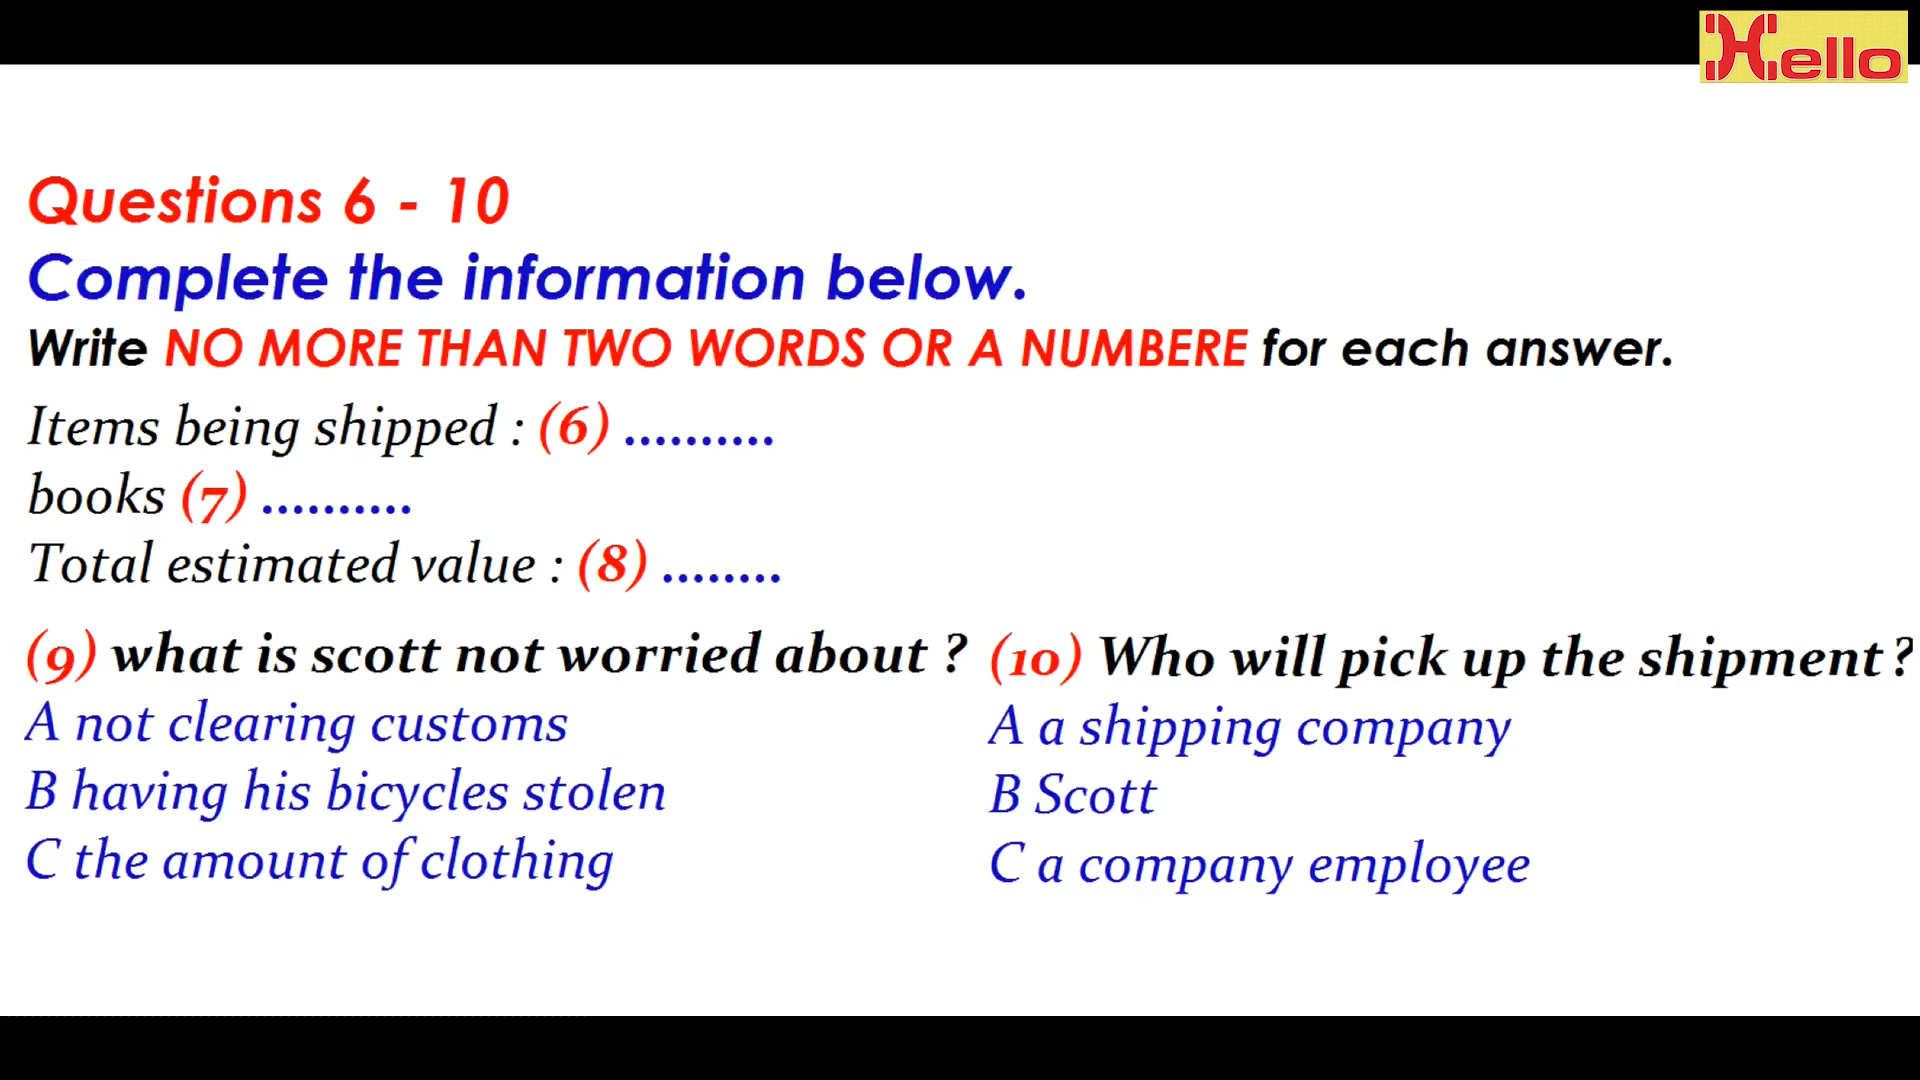 Hello
Questions 6 - 10
Complete the information below.
Write NO MORE THAN TWO WORDS OR A NUMBERE for each answer.
Items being shipped : (6) ..........
books (7) ..........
Total estimated value : (8) ........
(9) what is scott not worried about ?
A not clearing customs
B having his bicycles stolen
C the amount of clothing
(10) Who will pick up the shipment ?
A a shipping company
B Scott
C a company employee